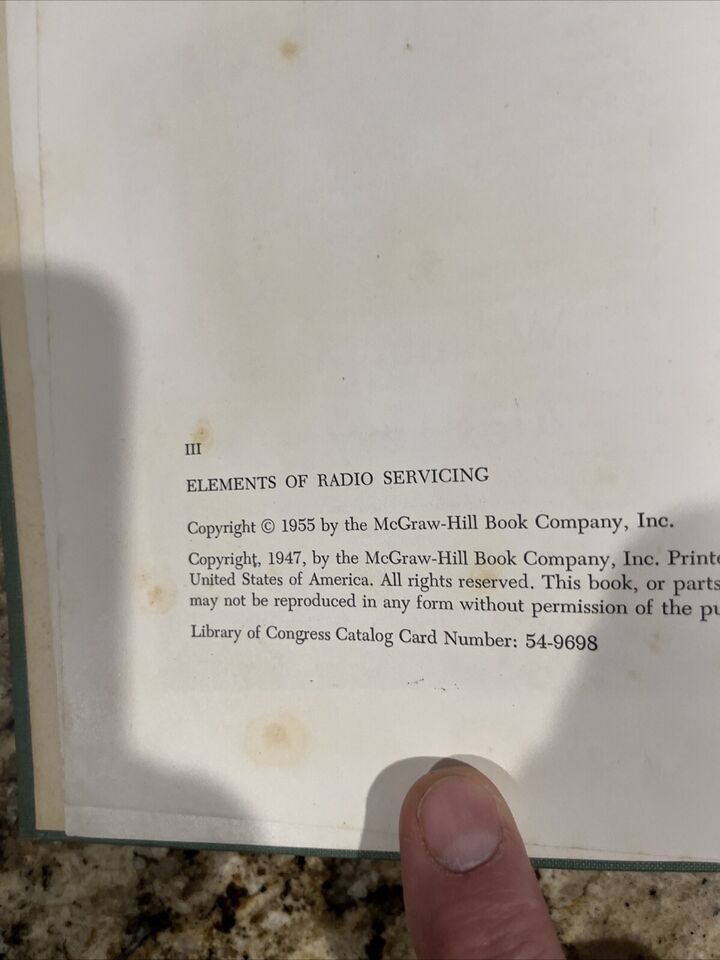 III
ELEMENTS OF RADIO SERVICING
Copyright © 1955 by the McGraw-Hill Book Company, Inc.
Copyright, 1947, by the McGraw-Hill Book Company, Inc.
United States of America. All rights reserved. This book, or parts
may not be reproduced in any form without permission of the
Library of Congress Catalog Card Number: 54-9698